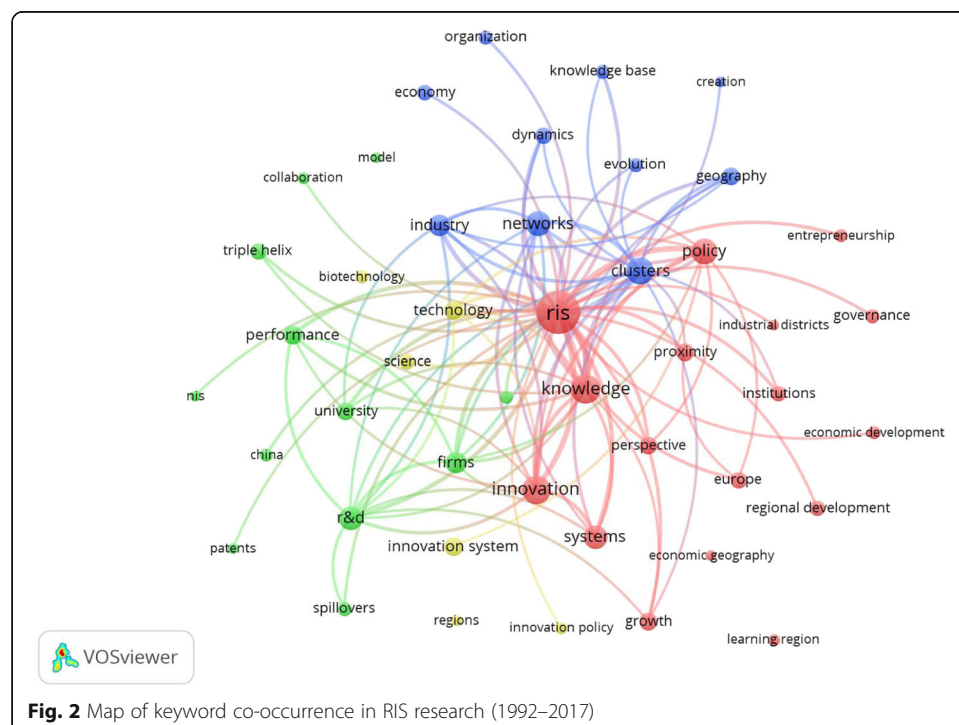 organization
knowledge base
creation
economy
dynamics
model
evolution
geography
collaboration
industry
networks
entrepreneurship
triple helix
policy
biotechnology
clusters
technology
ris
governance
industrial districts
performance
proximity
science
knowledge
institutions
nis
university
economic development
china
perspective
firms
europe
innovation
regional development
r&d
systems
patents
innovation system
economic geography
spillovers
regions
innovation policy
growth
learning region
VOSviewer
Fig. 2 Map of keyword co-occurrence in RIS research (1992–2017)